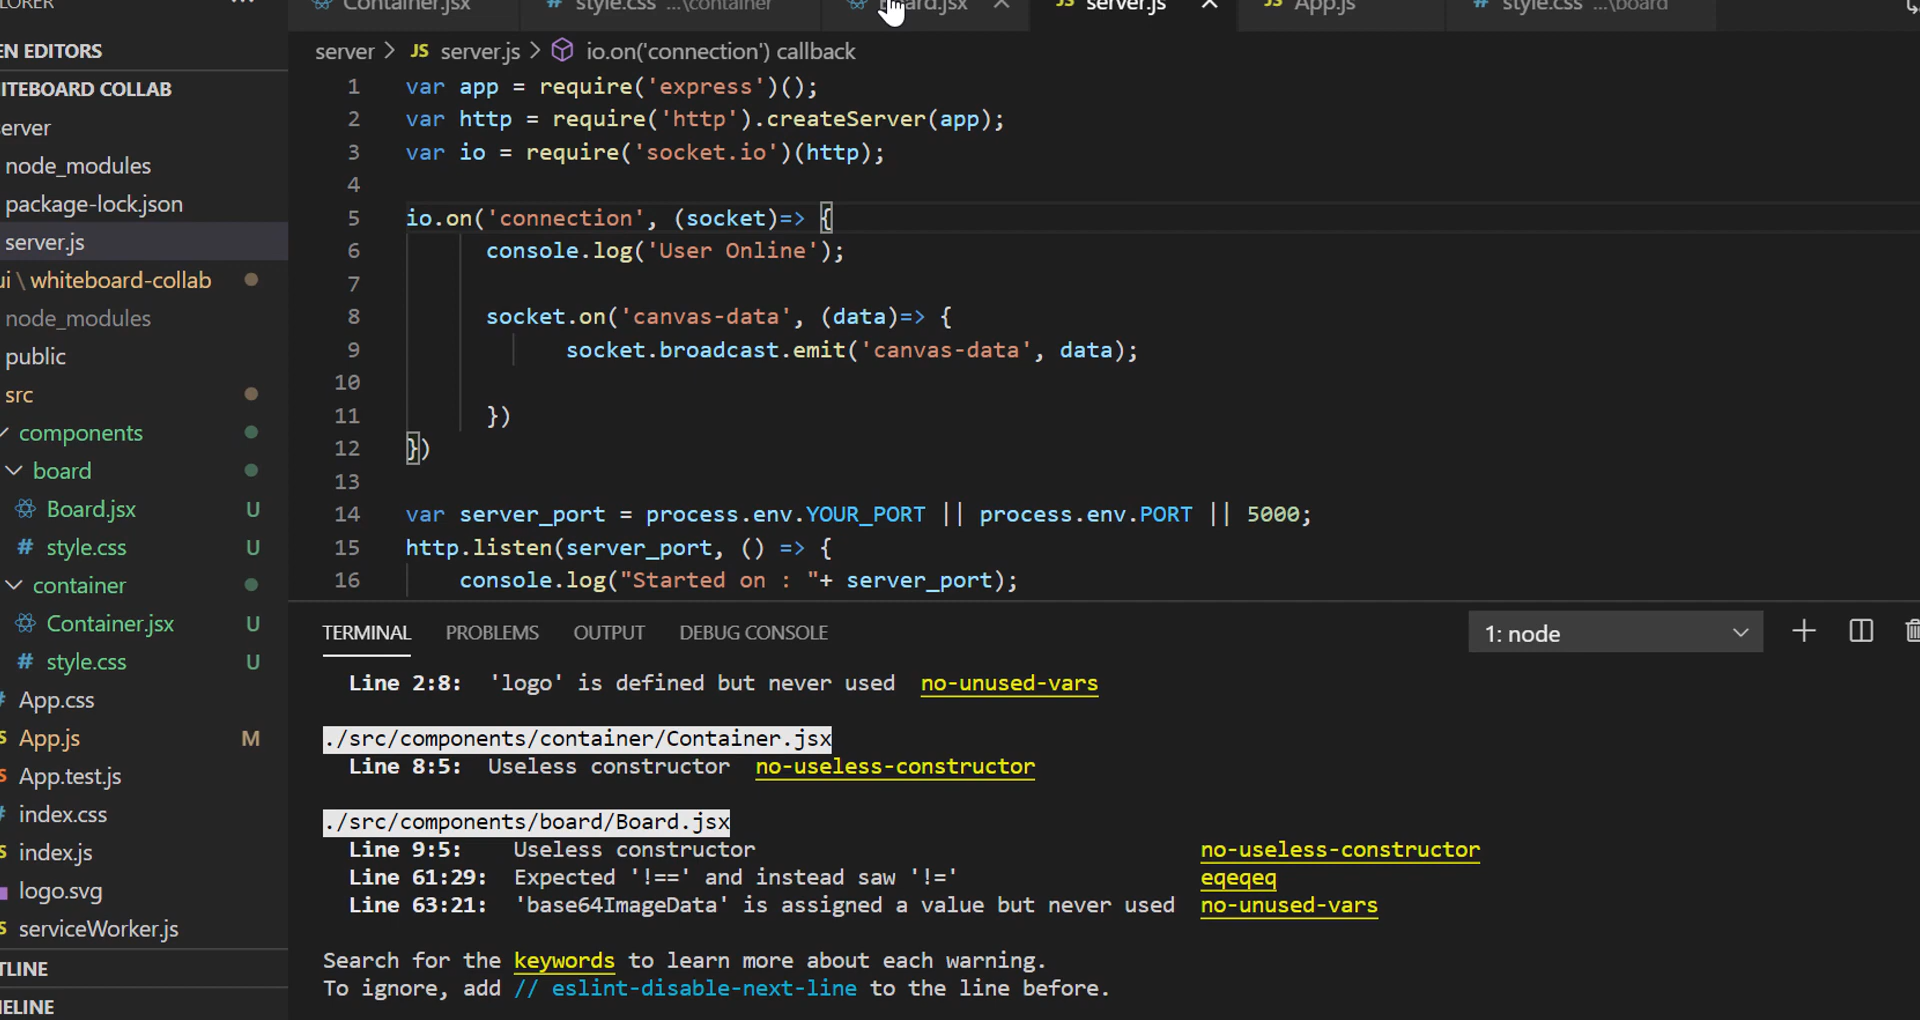 Container.jsx
style.css ...\container
Board.jsx
server.js
App.js
style.css ...\board
LORER
...
EN EDITORS
ITEBOARD COLLAB
erver
node_modules
package-lock.json
server.js
ui \ whiteboard-collab
node_modules
public
src
components
board
Board.jsx U
style.css U
container
Container.jsx U
style.css U
App.css
App.js M
App.test.js
index.css
index.js
logo.svg
serviceWorker.js
TLINE
MELINE
server > JS server.js > io.on('connection') callback
1 var app = require('express')();
2 var http = require('http').createServer(app);
3 var io = require('socket.io')(http);
4
5 io.on('connection', (socket)=> {
6 console.log('User Online');
7
8 socket.on('canvas-data', (data)=> {
9 socket.broadcast.emit('canvas-data', data);
10
11 })
12 })
13
14 var server_port = process.env.YOUR_PORT || process.env.PORT || 5000;
15 http.listen(server_port, () => {
16 console.log("Started on : "+ server_port);
TERMINAL PROBLEMS OUTPUT DEBUG CONSOLE 1: node
Line 2:8: 'logo' is defined but never used no-unused-vars
./src/components/container/Container.jsx
Line 8:5: Useless constructor no-useless-constructor
./src/components/board/Board.jsx
Line 9:5: Useless constructor no-useless-constructor
Line 61:29: Expected '!==' and instead saw '!=' eqeqeq
Line 63:21: 'base64ImageData' is assigned a value but never used no-unused-vars
Search for the keywords to learn more about each warning.
To ignore, add // eslint-disable-next-line to the line before.